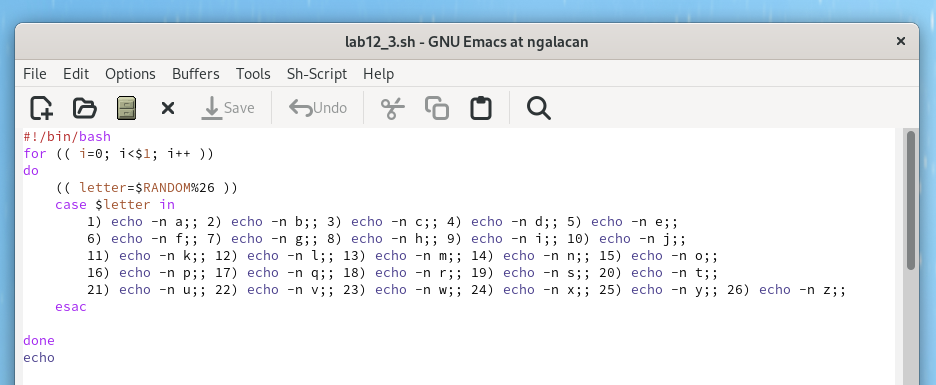 lab12_3.sh - GNU Emacs at ngalacan
File Edit Options Buffers Tools Sh-Script Help
Save Undo
#!/bin/bash
for (( i=0; i<$1; i++ ))
do
    (( letter=$RANDOM%26 ))
    case $letter in
        1) echo -n a;; 2) echo -n b;; 3) echo -n c;; 4) echo -n d;; 5) echo -n e;;
        6) echo -n f;; 7) echo -n g;; 8) echo -n h;; 9) echo -n i;; 10) echo -n j;;
        11) echo -n k;; 12) echo -n l;; 13) echo -n m;; 14) echo -n n;; 15) echo -n o;;
        16) echo -n p;; 17) echo -n q;; 18) echo -n r;; 19) echo -n s;; 20) echo -n t;;
        21) echo -n u;; 22) echo -n v;; 23) echo -n w;; 24) echo -n x;; 25) echo -n y;; 26) echo -n z;;
    esac
done
echo